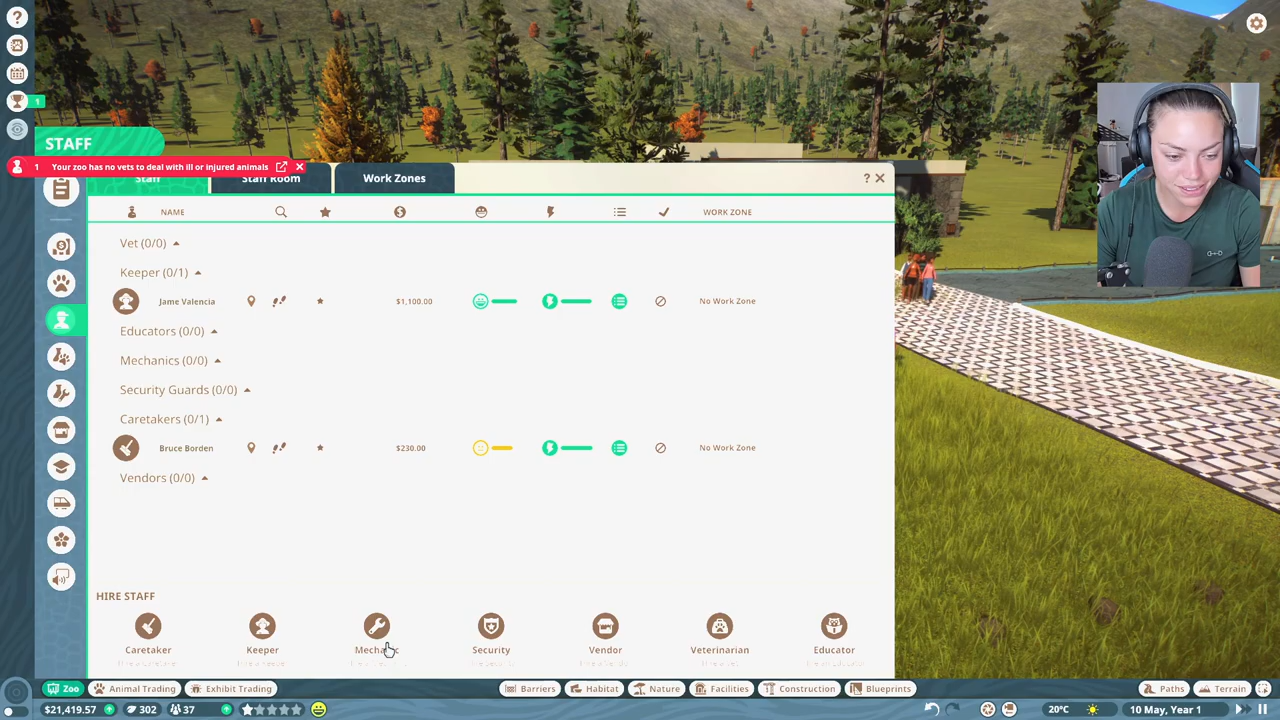 1
STAFF
1 Your zoo has no vets to deal with ill or injured animals
Staff Room
Work Zones
?
NAME
WORK ZONE
Vet (0/0)
Keeper (0/1)
Jame Valencia $1,100.00 No Work Zone
Educators (0/0)
Mechanics (0/0)
Security Guards (0/0)
Caretakers (0/1)
Bruce Borden $230.00 No Work Zone
Vendors (0/0)
HIRE STAFF
Caretaker
Keeper
Security
Vendor
Veterinarian
Educator
Zoo
Animal Trading
Exhibit Trading
Barriers
Habitat
Nature
Facilities
Construction
Blueprints
Paths
Terrain
$21,419.57
302
37
20°C
10 May, Year 1